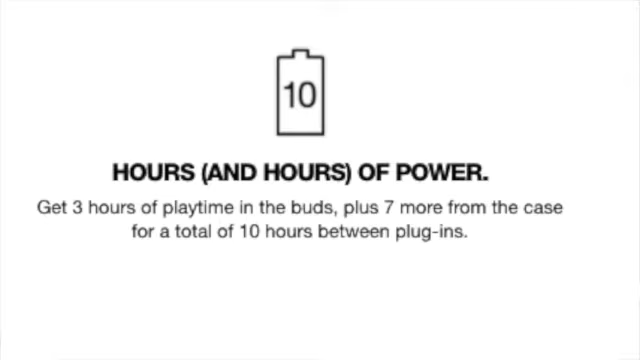 10
HOURS (AND HOURS) OF POWER.
Get 3 hours of playtime in the buds, plus 7 more from the case
for a total of 10 hours between plug-ins.